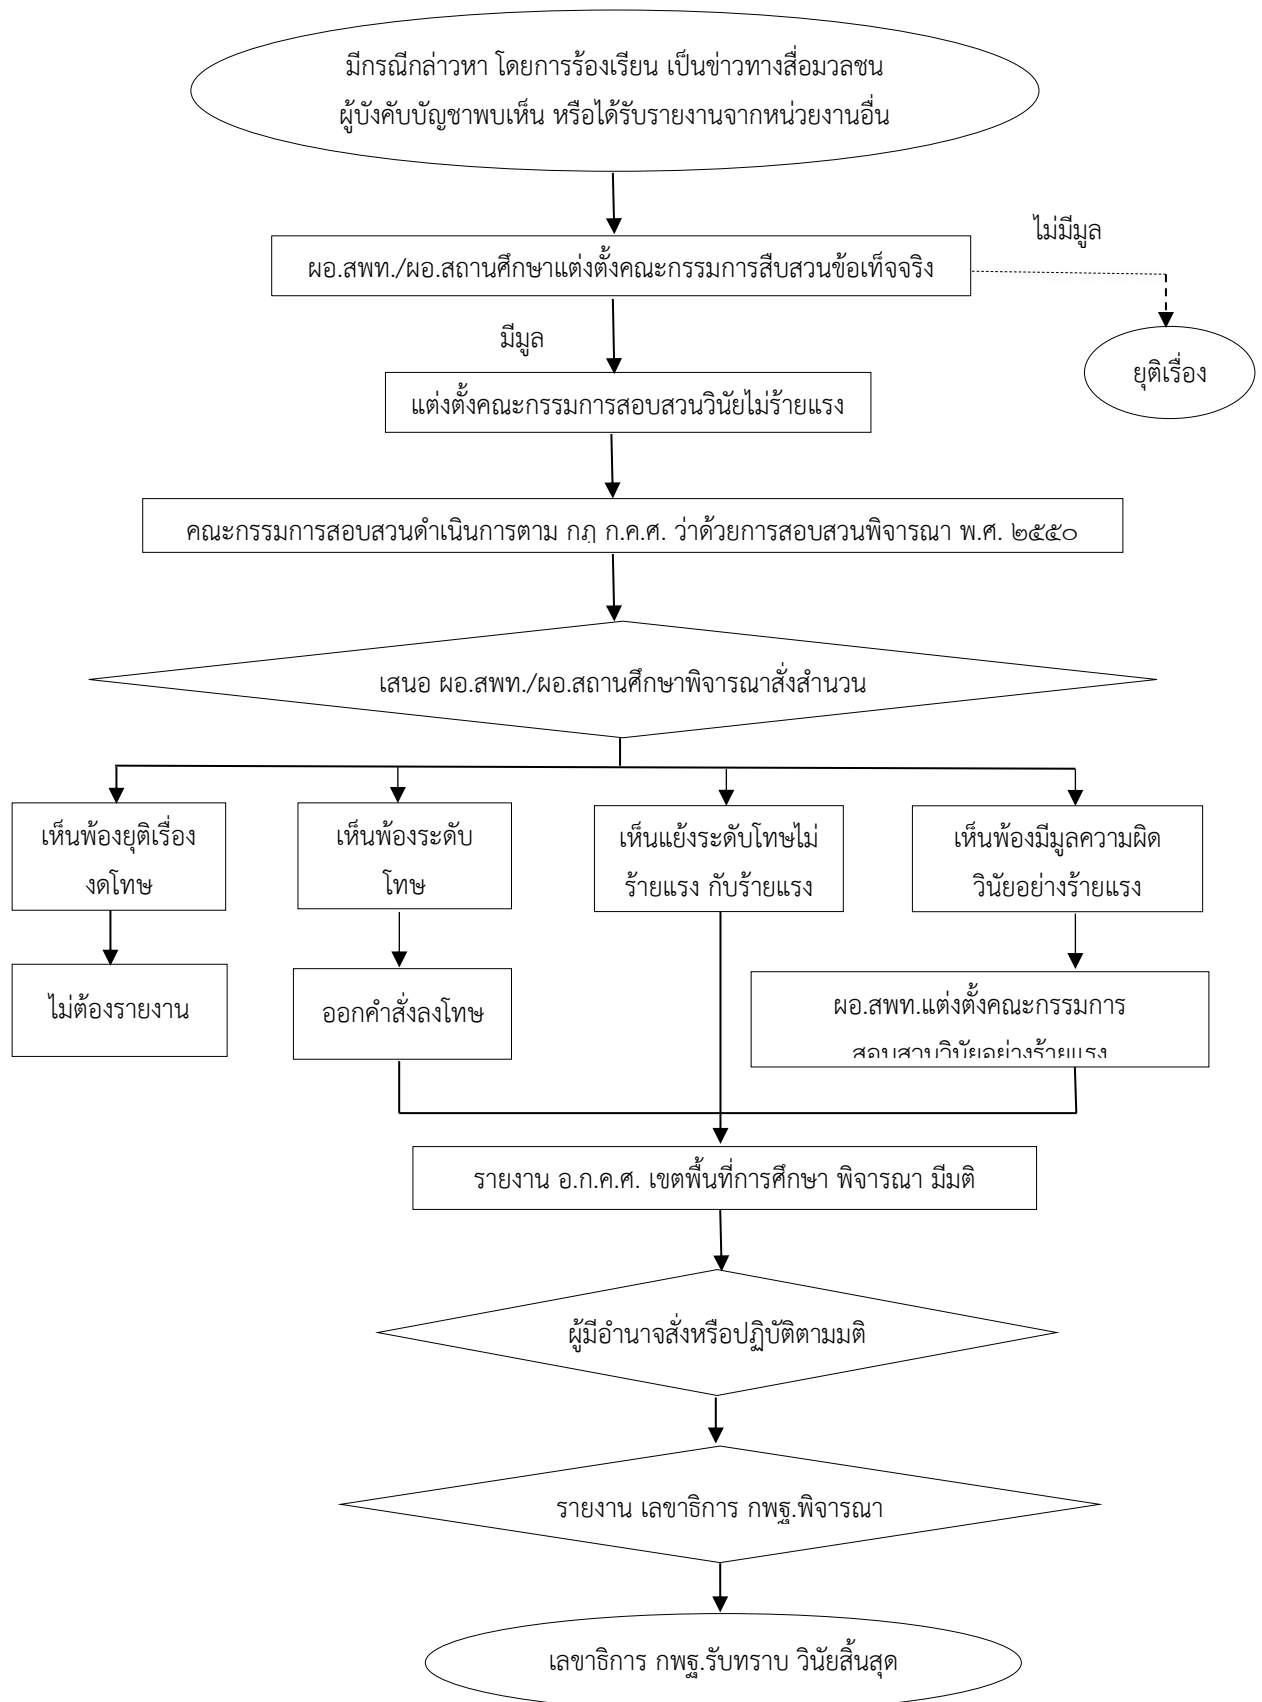 มีกรณีกล่าวหา โดยการร้องเรียน เป็นข่าวทางสื่อมวลชน
ผู้บังคับบัญชาพบเห็น หรือได้รับรายงานจากหน่วยงานอื่น
ไม่มีมูล
ผอ.สพท./ผอ.สถานศึกษาแต่งตั้งคณะกรรมการสืบสวนข้อเท็จจริง
มีมูล
ยุติเรื่อง
แต่งตั้งคณะกรรมการสอบสวนวินัยไม่ร้ายแรง
คณะกรรมการสอบสวนดำเนินการตาม กฎ ก.ค.ศ. ว่าด้วยการสอบสวนพิจารณา พ.ศ. ๒๕๕๐
เสนอ ผอ.สพท./ผอ.สถานศึกษาพิจารณาสั่งสำนวน
เห็นพ้องยุติเรื่อง
งดโทษ
เห็นพ้องระดับ
โทษ
เห็นแย้งระดับโทษไม่
ร้ายแรง กับร้ายแรง
เห็นพ้องมีมูลความผิด
วินัยอย่างร้ายแรง
ไม่ต้องรายงาน
ออกคำสั่งลงโทษ
ผอ.สพท.แต่งตั้งคณะกรรมการ
สอบสวนวินัยอย่างร้ายแรง
รายงาน อ.ก.ค.ศ. เขตพื้นที่การศึกษา พิจารณา มีมติ
ผู้มีอำนาจสั่งหรือปฏิบัติตามมติ
รายงาน เลขาธิการ กพฐ.พิจารณา
เลขาธิการ กพฐ.รับทราบ วินัยสิ้นสุด